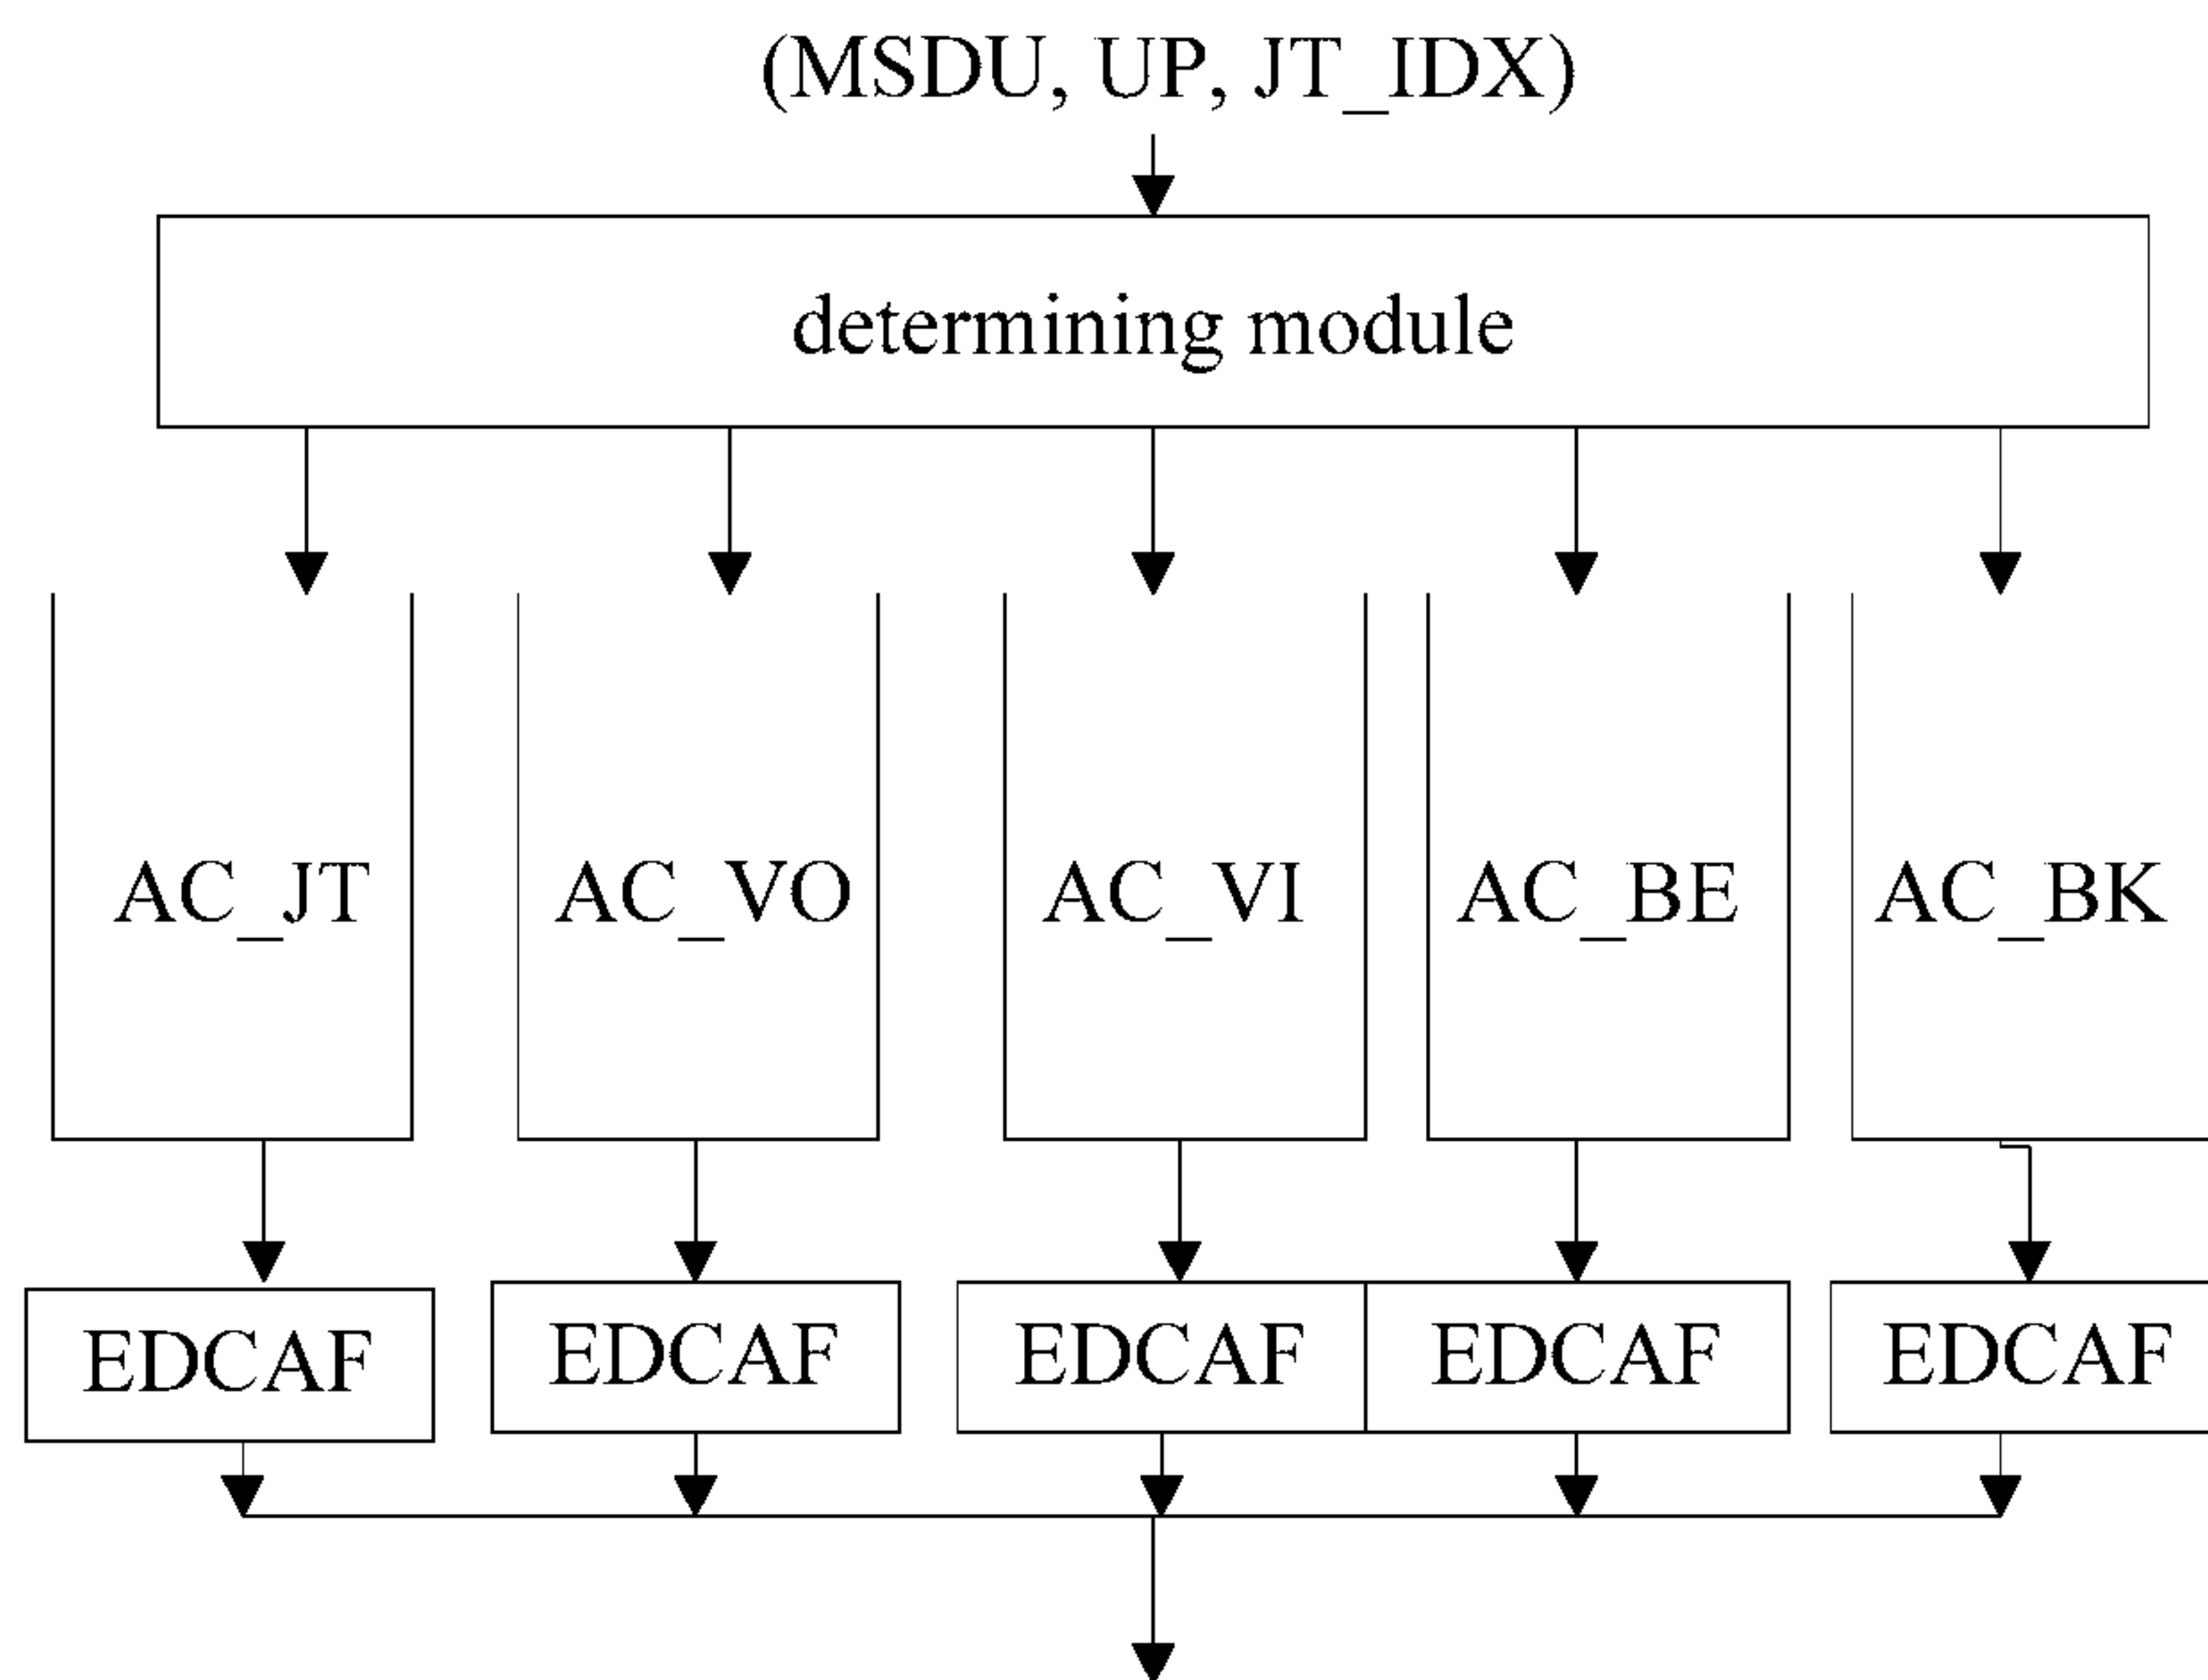 (MSDU, UP, JT_IDX)
determining module
AC_JT
AC_VO
AC_VI
AC_BE
AC_BK
EDCAF
EDCAF
EDCAF
EDCAF
EDCAF